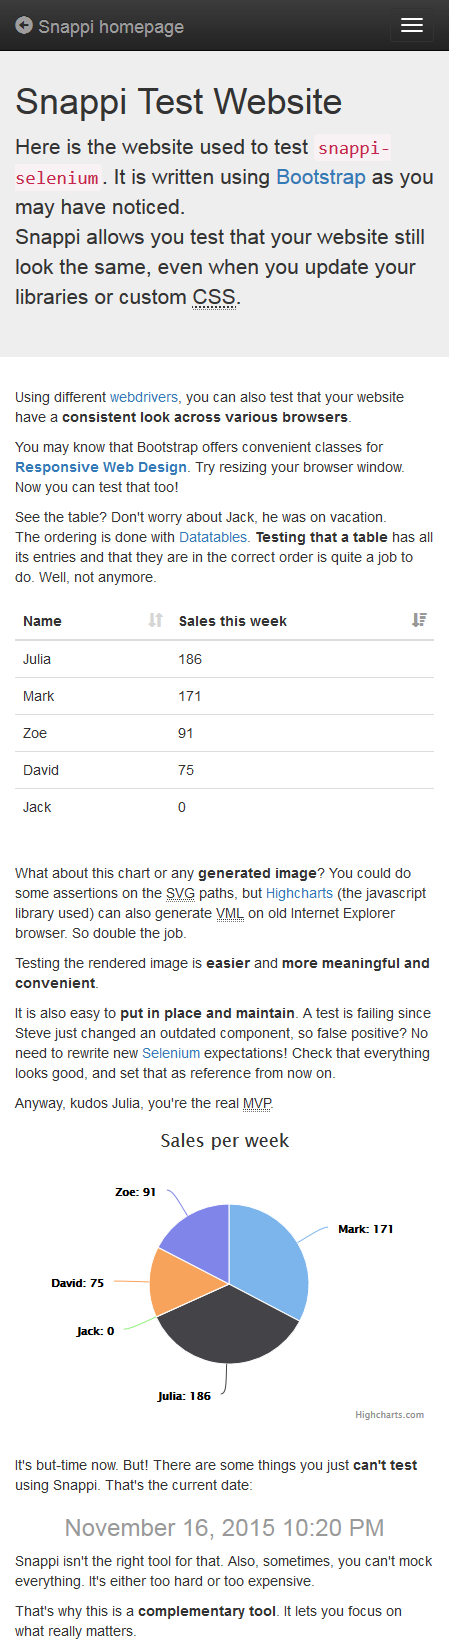 Snappi homepage
Snappi Test Website
Here is the website used to test snappi-
selenium. It is written using Bootstrap as you
may have noticed.
Snappi allows you test that your website still
look the same, even when you update your
libraries or custom CSS.
Using different webdrivers, you can also test that your website
have a consistent look across various browsers.
You may know that Bootstrap offers convenient classes for
Responsive Web Design. Try resizing your browser window.
Now you can test that too!
See the table? Don't worry about Jack, he was on vacation.
The ordering is done with Datatables. Testing that a table has all
its entries and that they are in the correct order is quite a job to
do. Well, not anymore.
Name Sales this week
Julia 186
Mark 171
Zoe 91
David 75
Jack 0
What about this chart or any generated image? You could do
some assertions on the SVG paths, but Highcharts (the javascript
library used) can also generate VML on old Internet Explorer
browser. So double the job.
Testing the rendered image is easier and more meaningful and
convenient.
It is also easy to put in place and maintain. A test is failing since
Steve just changed an outdated component, so false positive? No
need to rewrite new Selenium expectations! Check that everything
looks good, and set that as reference from now on.
Anyway, kudos Julia, you're the real MVP.
Sales per week
Zoe: 91
Mark: 171
David: 75
Jack: 0
Julia: 186
Highcharts.com
It's but-time now. But! There are some things you just can't test
using Snappi. That's the current date:
November 16, 2015 10:20 PM
Snappi isn't the right tool for that. Also, sometimes, you can't mock
everything. It's either too hard or too expensive.
That's why this is a complementary tool. It lets you focus on
what really matters.